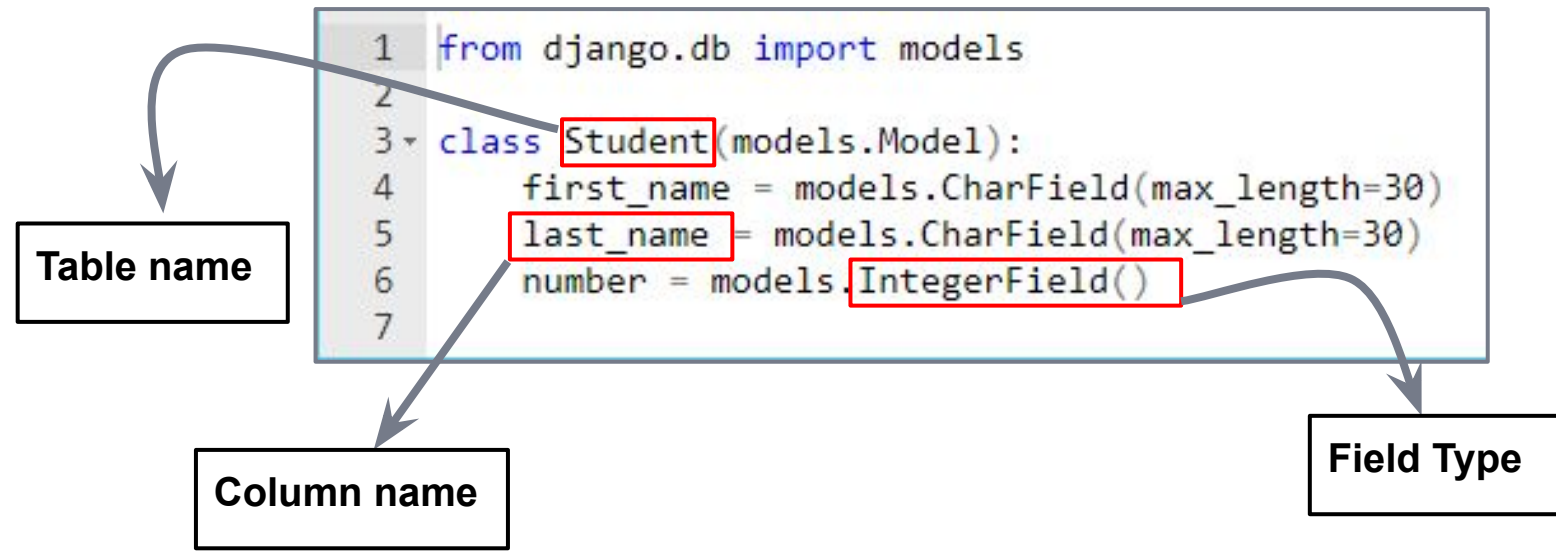 1 from django.db import models
2
3 class Student(models.Model):
4 first_name = models.CharField(max_length=30)
5 last_name = models.CharField(max_length=30)
6 number = models.IntegerField()
7
Table name
Column name
Field Type